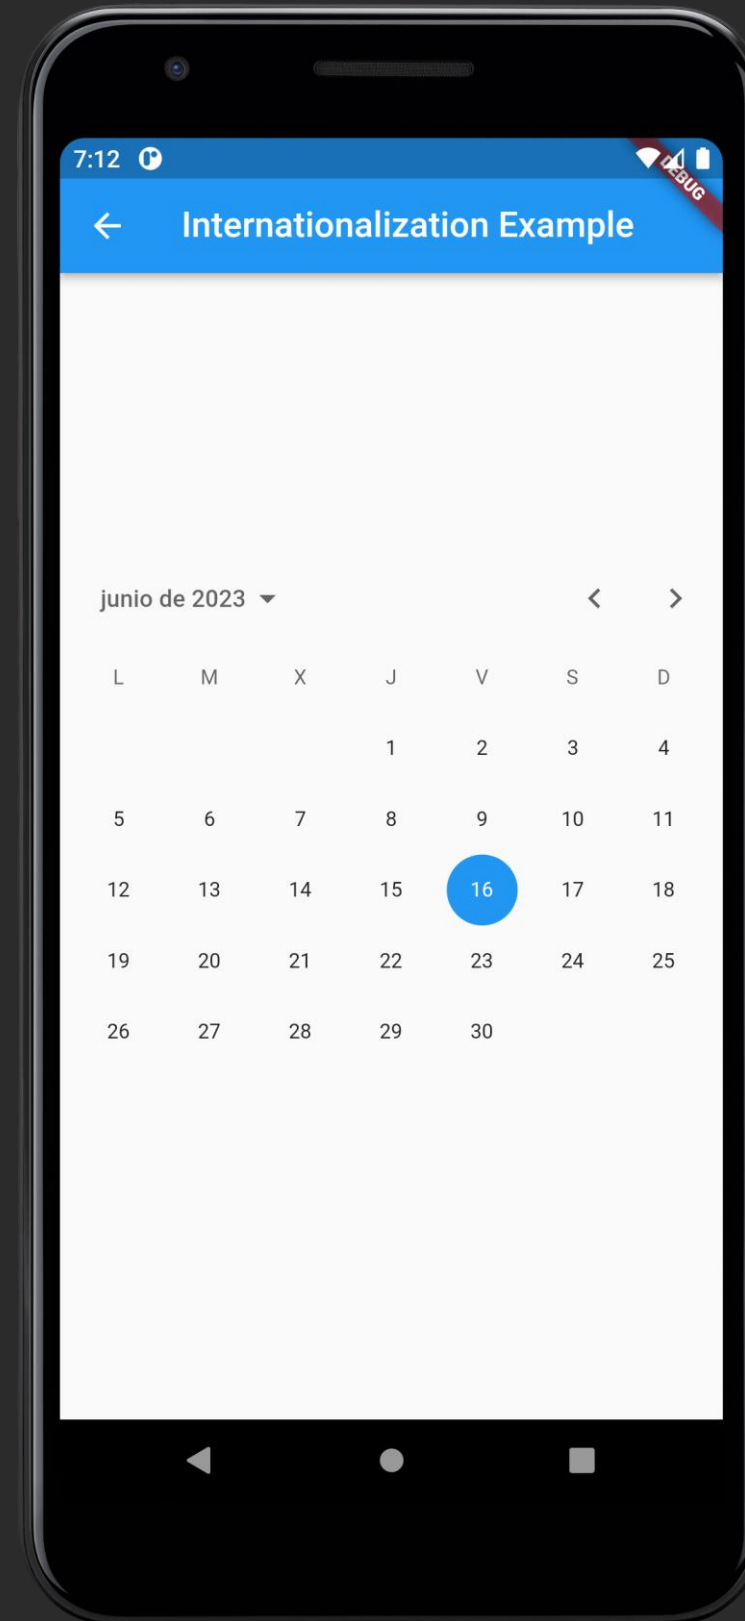 7:12
DEBUG
Internationalization Example
junio de 2023
L M X J V S D
1 2 3 4
5 6 7 8 9 10 11
12 13 14 15 16 17 18
19 20 21 22 23 24 25
26 27 28 29 30